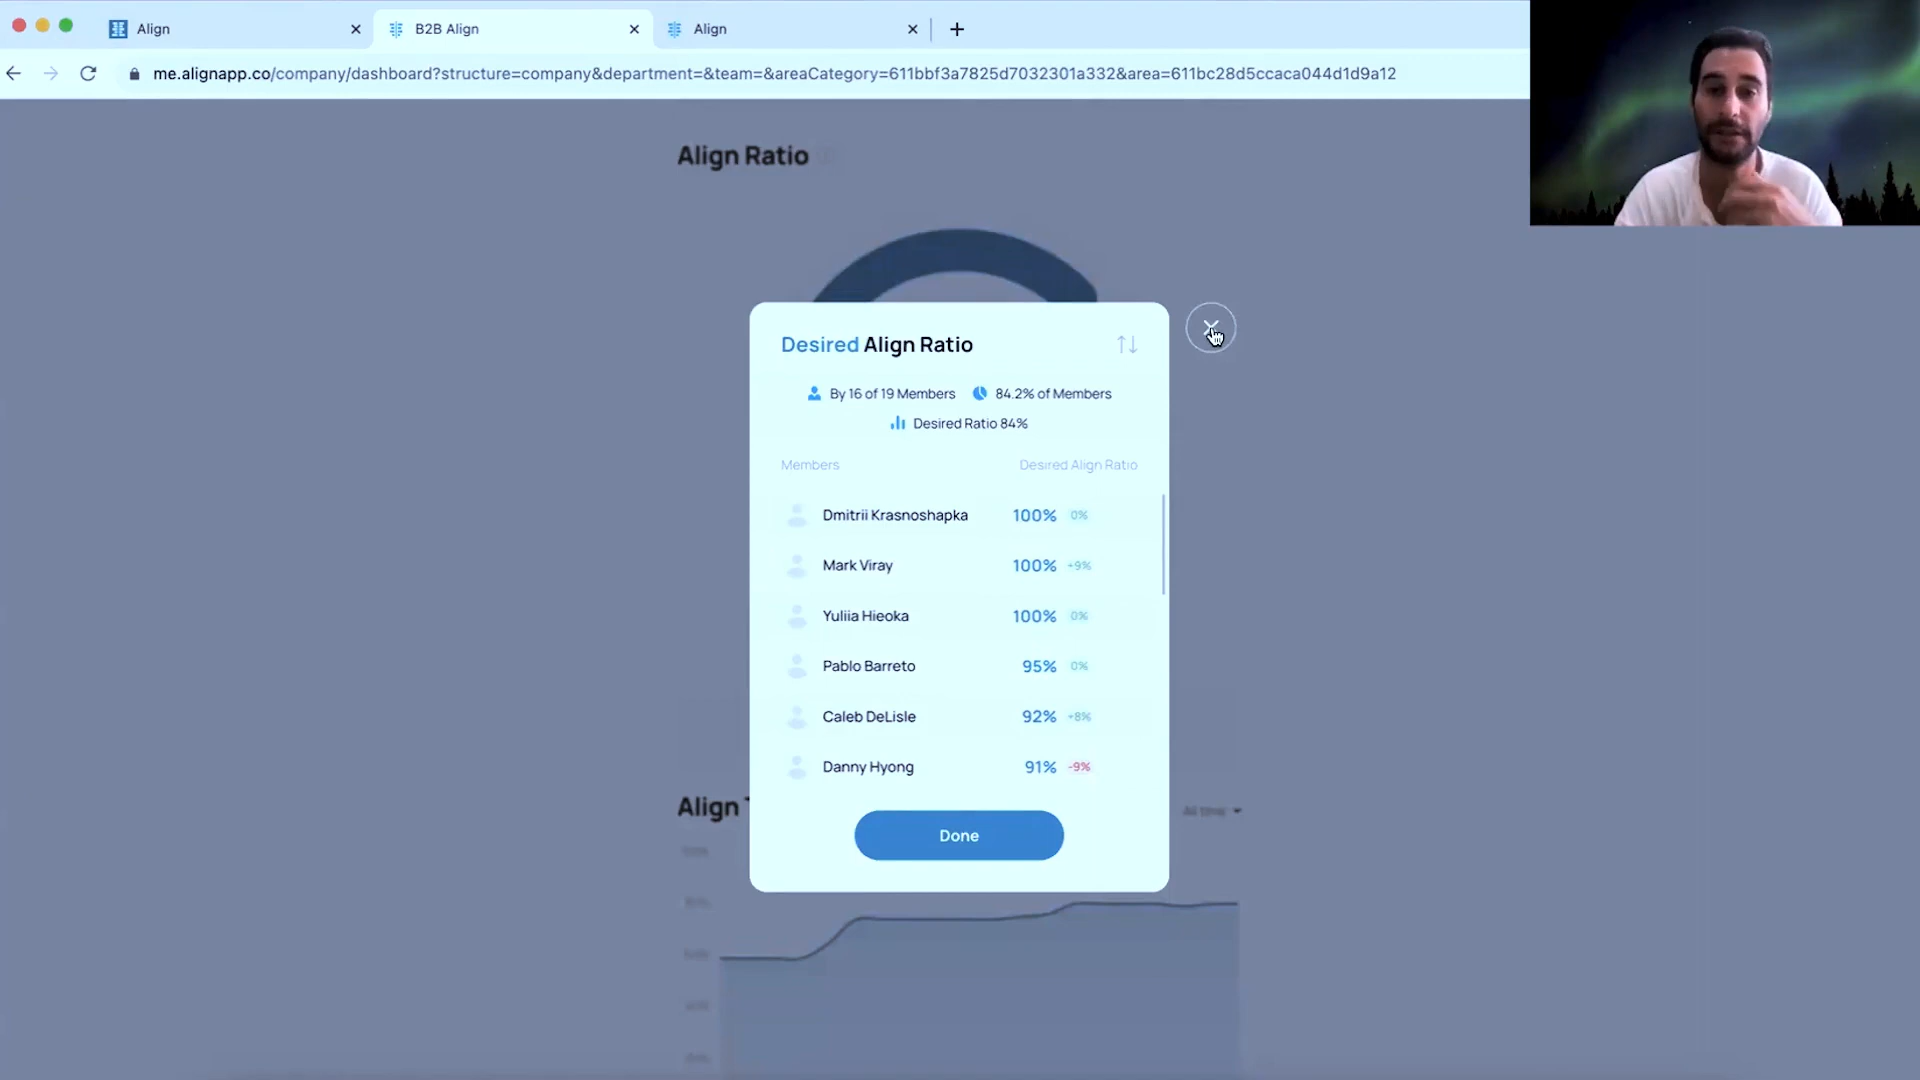 Align
B2B Align
Align
me.alignapp.co/company/dashboard?structure=company&department=&team=&areaCategory=611bbf3a7825d7032301a332&area=611bc28d5ccaca044d1d9a12
Align Ratio
Desired Align Ratio
By 16 of 19 Members 84.2% of Members
Desired Ratio 84%
Members Desired Align Ratio
Dmitrii Krasnoshapka 100% 0%
Mark Viray 100% +9%
Yuliia Hieoka 100% 0%
Pablo Barreto 95% 0%
Caleb DeLisle 92% +8%
Danny Hyong 91% -9%
Align
All time
Done